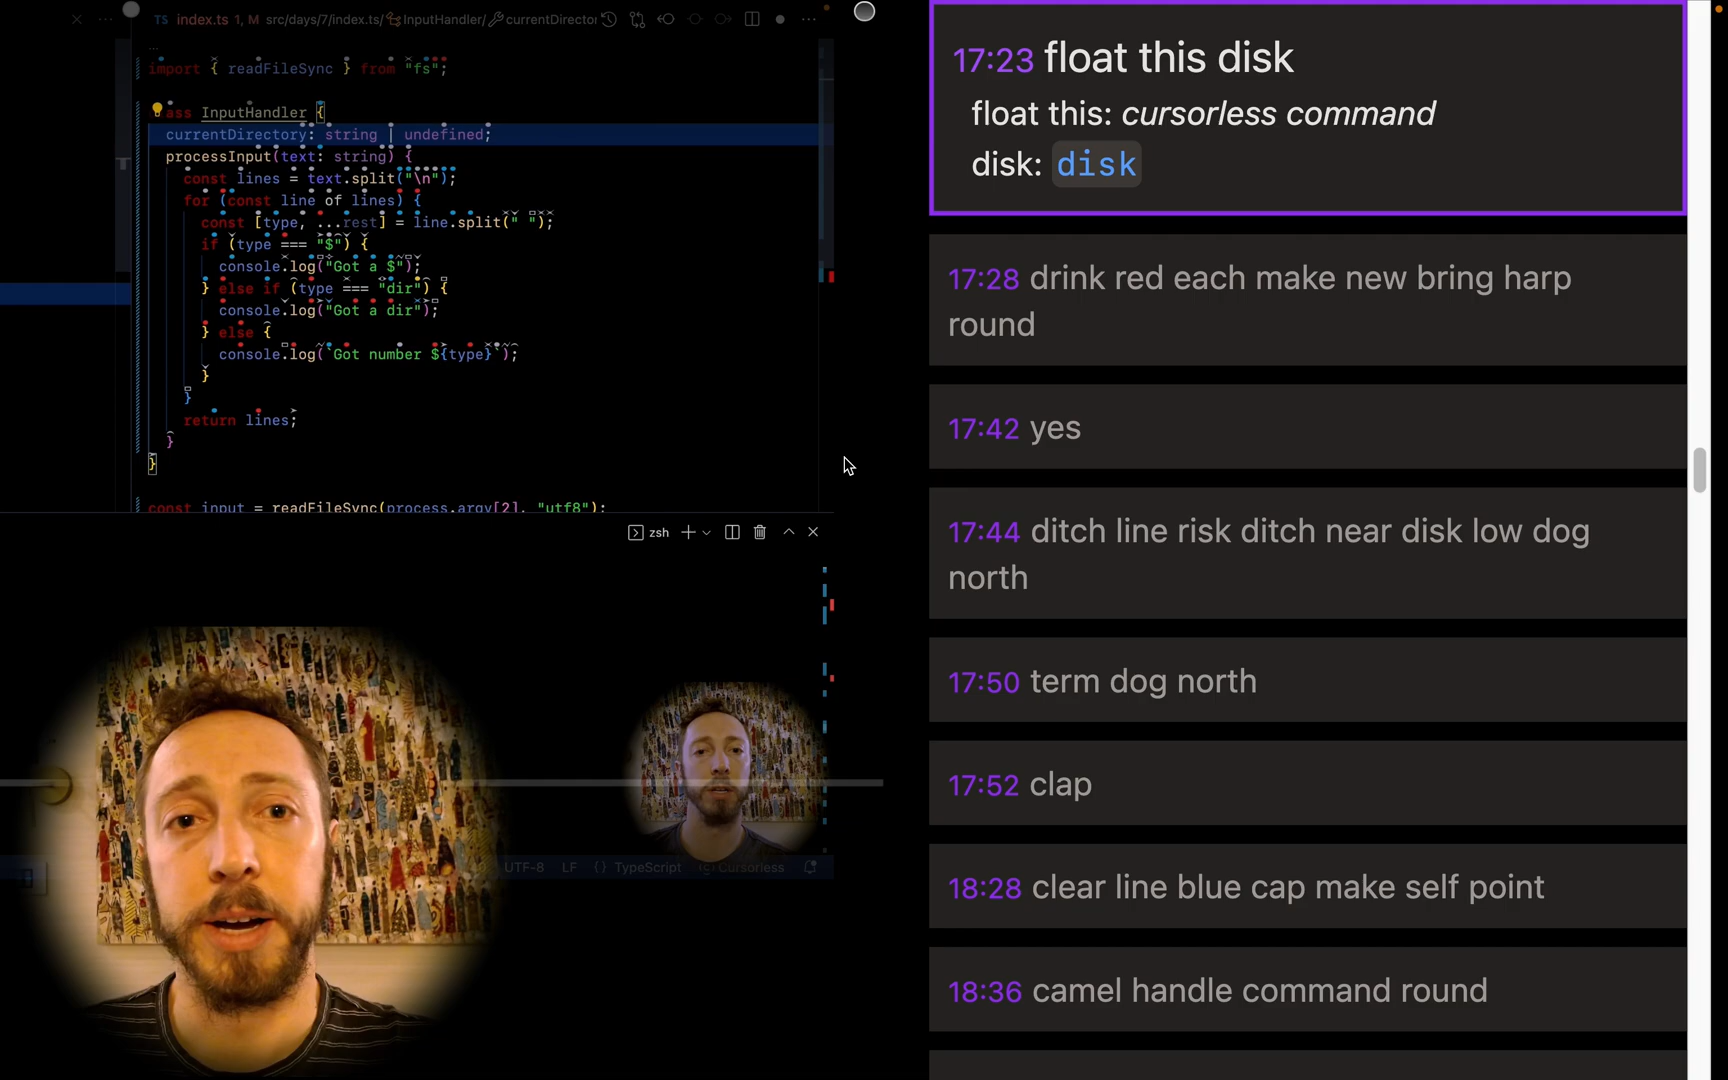 TS index.ts 1, M src/days/7/index.ts/ InputHandler/ currentDirector
...
import { readFileSync } from "fs";
ass InputHandler {
currentDirectory: string | undefined;
processInput(text: string) {
const lines = text.split("\n");
for (const line of lines) {
const [type, ...rest] = line.split(" ");
if (type === "$") {
console.log("Got a $");
} else if (type === "dir") {
console.log("Got a dir");
} else {
console.log(`Got number ${type}`);
}
}
return lines;
}
}
const input = readFileSync(process.argv[2], "utf8");
zsh
UTF-8 LF {} TypeScript Cursorless
17:23 float this disk
float this: cursorless command
disk: disk
17:28 drink red each make new bring harp
round
17:42 yes
17:44 ditch line risk ditch near disk low dog
north
17:50 term dog north
17:52 clap
18:28 clear line blue cap make self point
18:36 camel handle command round